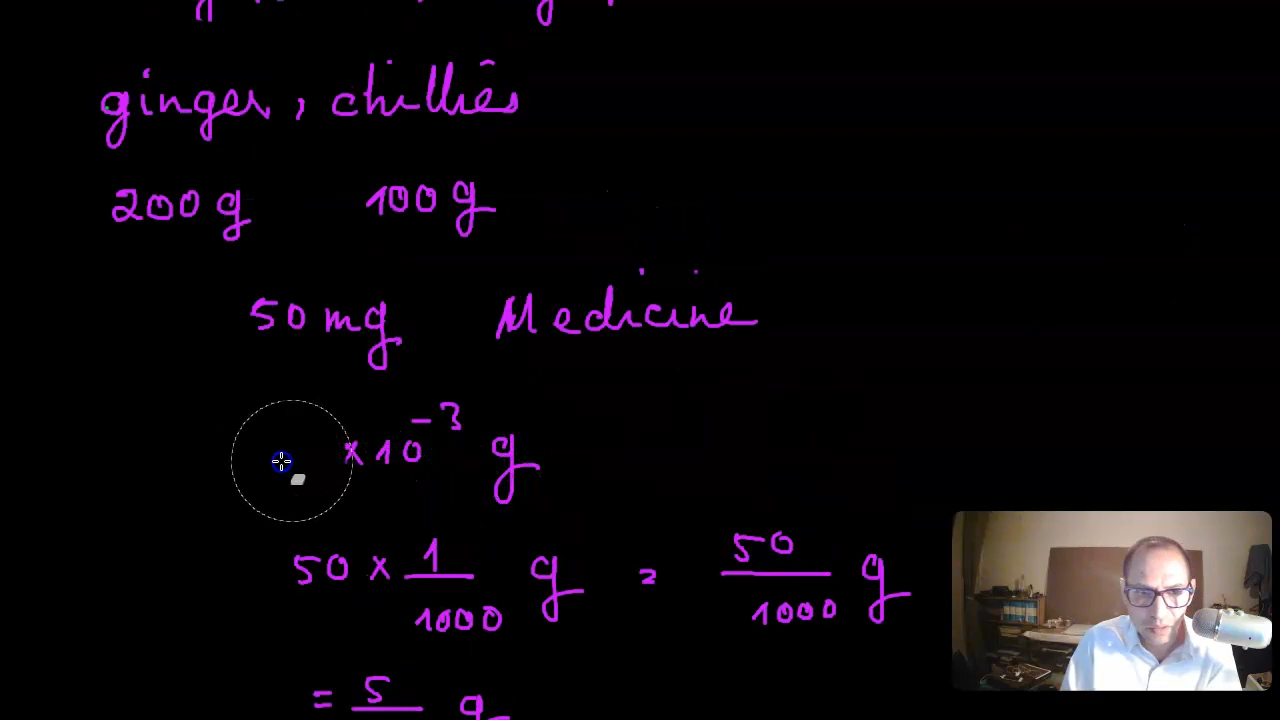 ginger, chillies
200 g 100 g
50 mg Medicine
× 10⁻³ g
50 × 1/1000 g = 50/1000 g
= 5 g